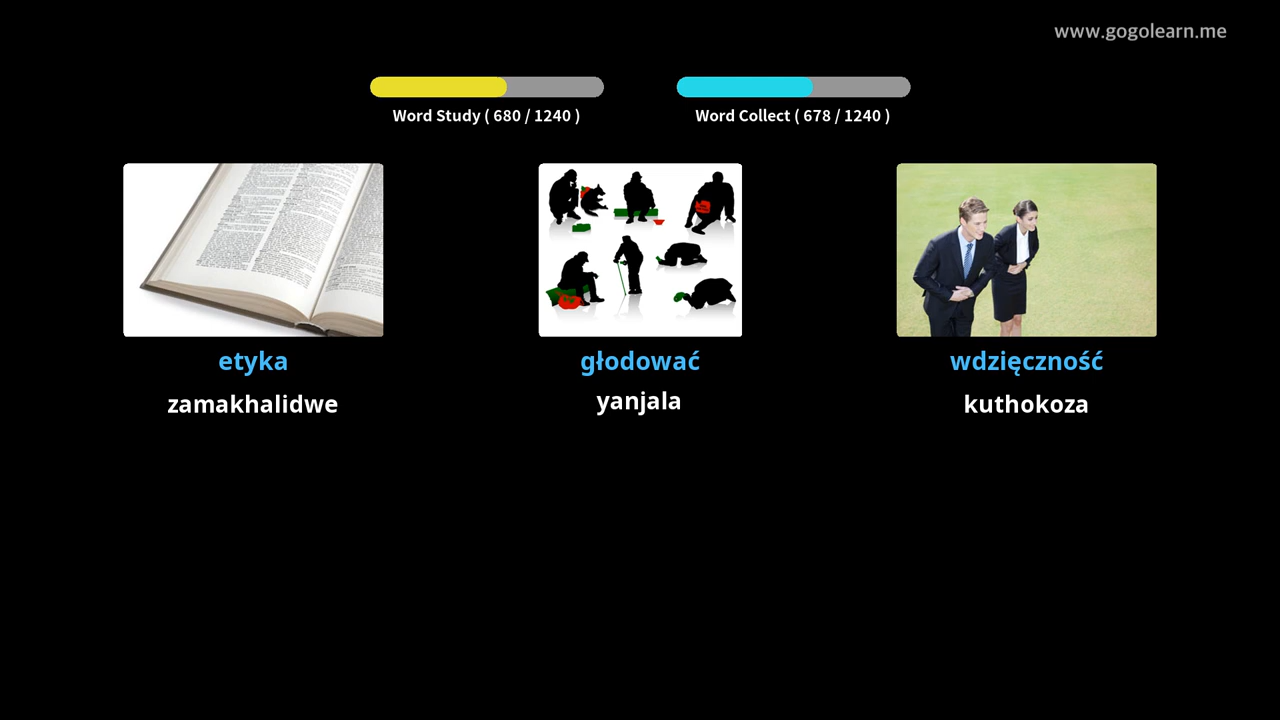 www.gogolearn.me
Word Study ( 680 / 1240 )
Word Collect ( 678 / 1240 )
etyka
głodować
wdzięczność
zamakhalidwe
yanjala
kuthokoza